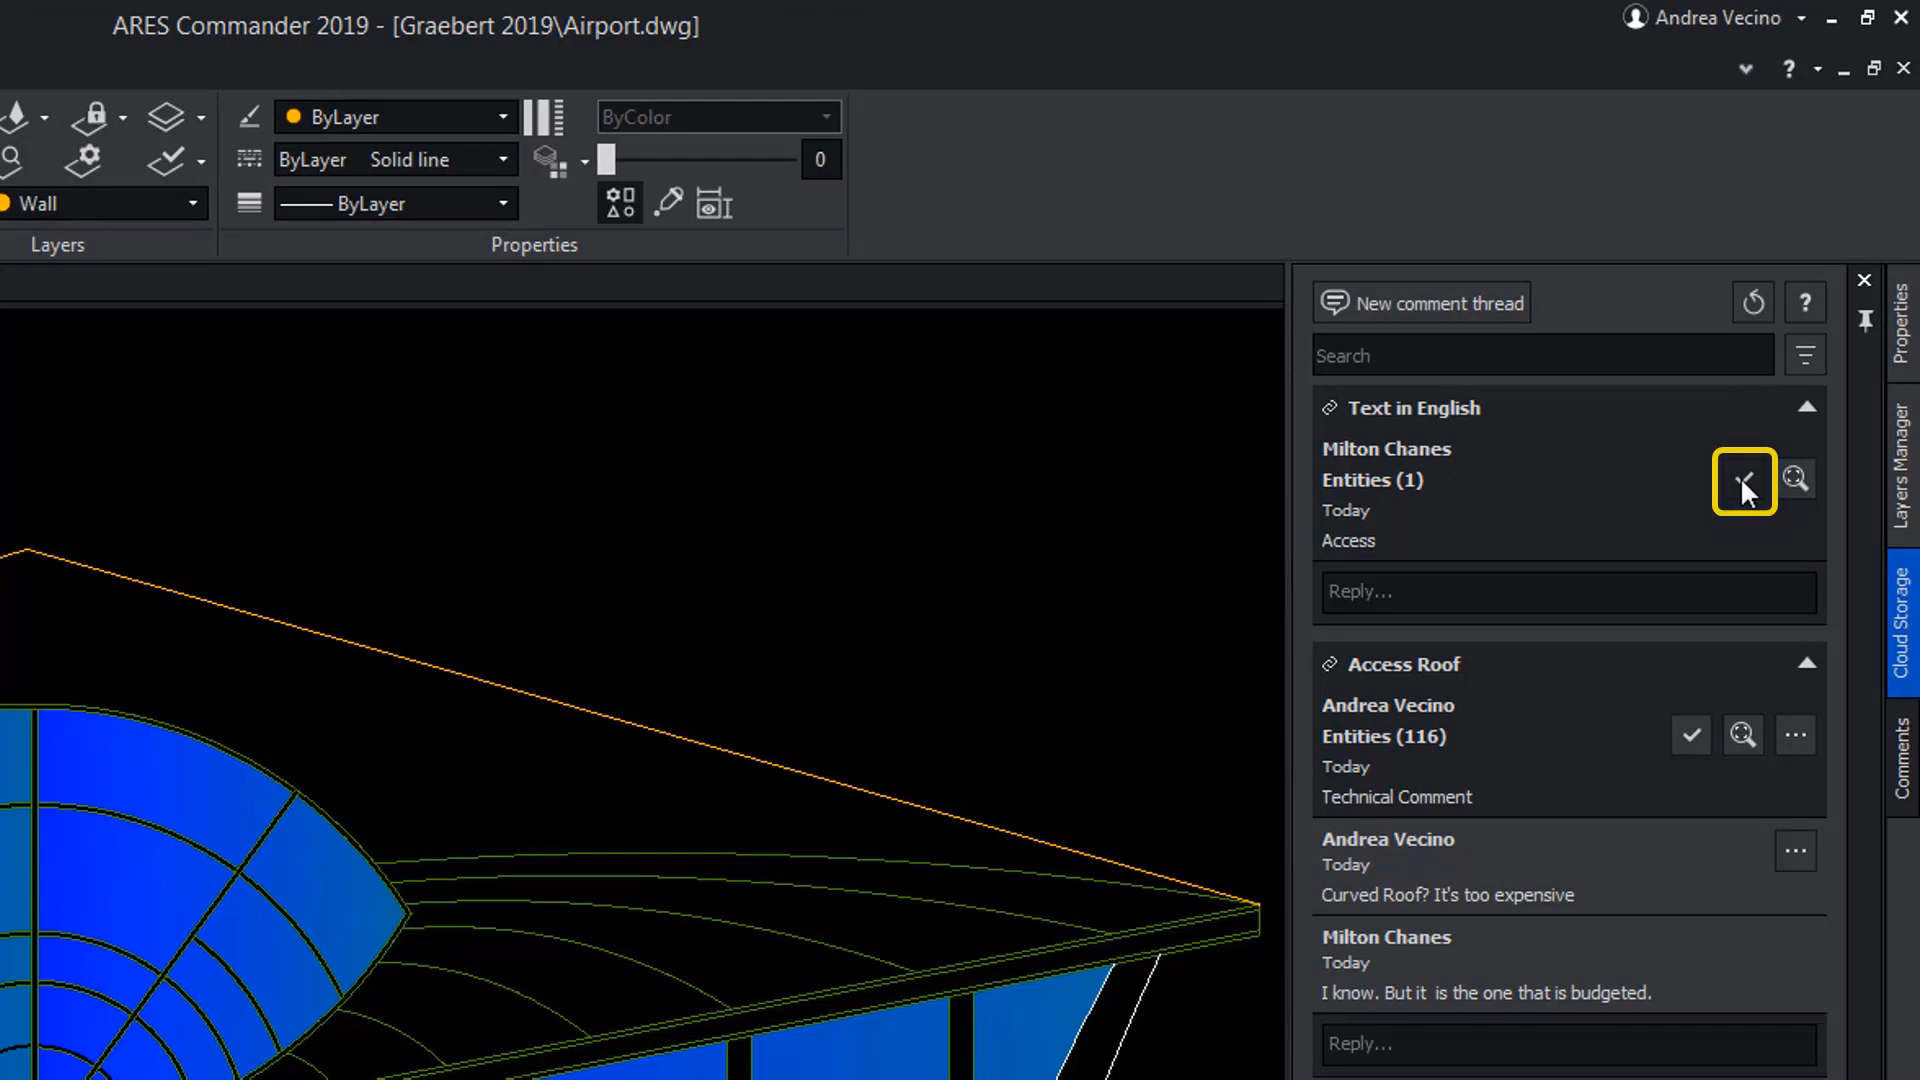 ARES Commander 2019 - [Graebert 2019\Airport.dwg]
Andrea Vecino
?
ByLayer
ByColor
ByLayer Solid line
0
Wall
ByLayer
Layers
Properties
New comment thread
?
Search
Text in English
Milton Chanes
Entities (1)
Today
Access
Reply...
Access Roof
Andrea Vecino
Entities (116)
Today
Technical Comment
Andrea Vecino
Today
Curved Roof? It's too expensive
Milton Chanes
Today
I know. But it is the one that is budgeted.
Reply...
Properties
Layers Manager
Cloud Storage
Comments